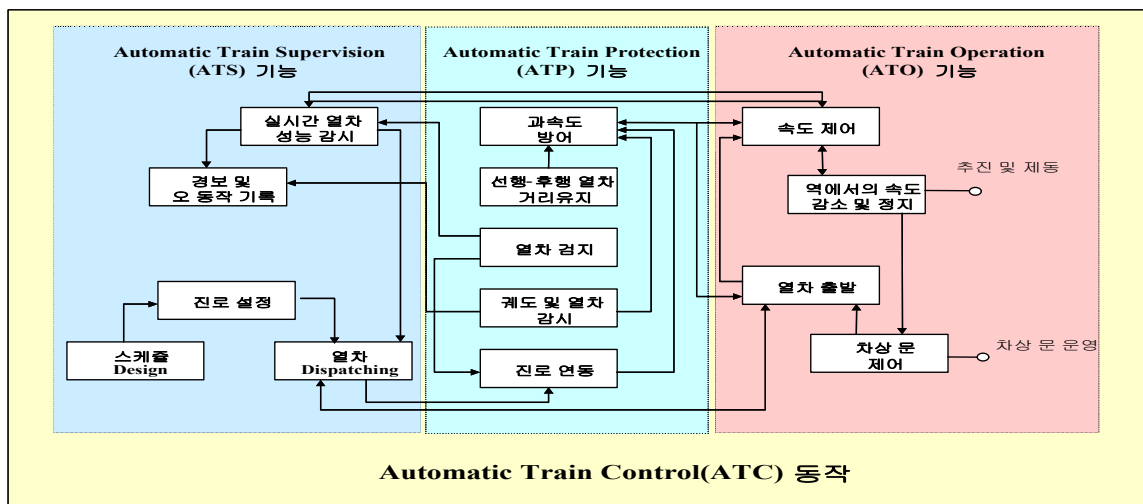 Automatic Train Supervision
(ATS) 기능
Automatic Train Protection
(ATP) 기능
Automatic Train Operation
(ATO) 기능
실시간 열차
성능 감시
경보 및
오 동작 기록
진로 설정
스케쥴
Design
열차
Dispatching
과속도
방어
선행-후행 열차
거리유지
열차 검지
궤도 및 열차
감시
진로 연동
속도 제어
추진 및 제동
역에서의 속도
감소 및 정지
열차 출발
차상 문
제어
차상 문 운영
Automatic Train Control(ATC) 동작